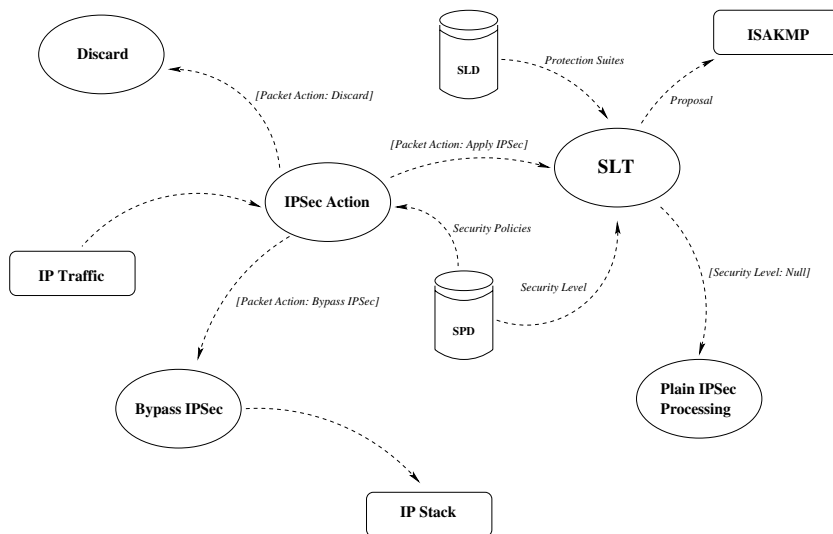 ISAKMP
Discard
SLD
Protection Suites
[Packet Action: Discard]
Proposal
[Packet Action: Apply IPSec]
SLT
IPSec Action
Security Policies
IP Traffic
[Security Level: Null]
Security Level
[Packet Action: Bypass IPSec]
SPD
Plain IPSec
Processing
Bypass IPSec
IP Stack